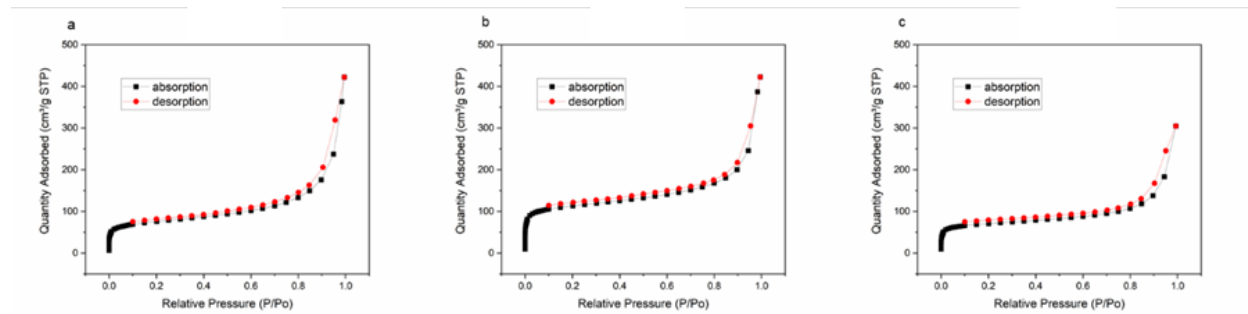 a
500
400
300
200
100
0
Quantity Adsorbed (cm³/g STP)
absorption
desorption
0.0 0.2 0.4 0.6 0.8 1.0
Relative Pressure (P/Po)
b
500
400
300
200
100
0
Quantity Adsorbed (cm³/g STP)
absorption
desorption
0.0 0.2 0.4 0.6 0.8 1.0
Relative Pressure (P/Po)
c
500
400
300
200
100
0
Quantity Adsorbed (cm³/g STP)
absorption
desorption
0.0 0.2 0.4 0.6 0.8 1.0
Relative Pressure (P/Po)